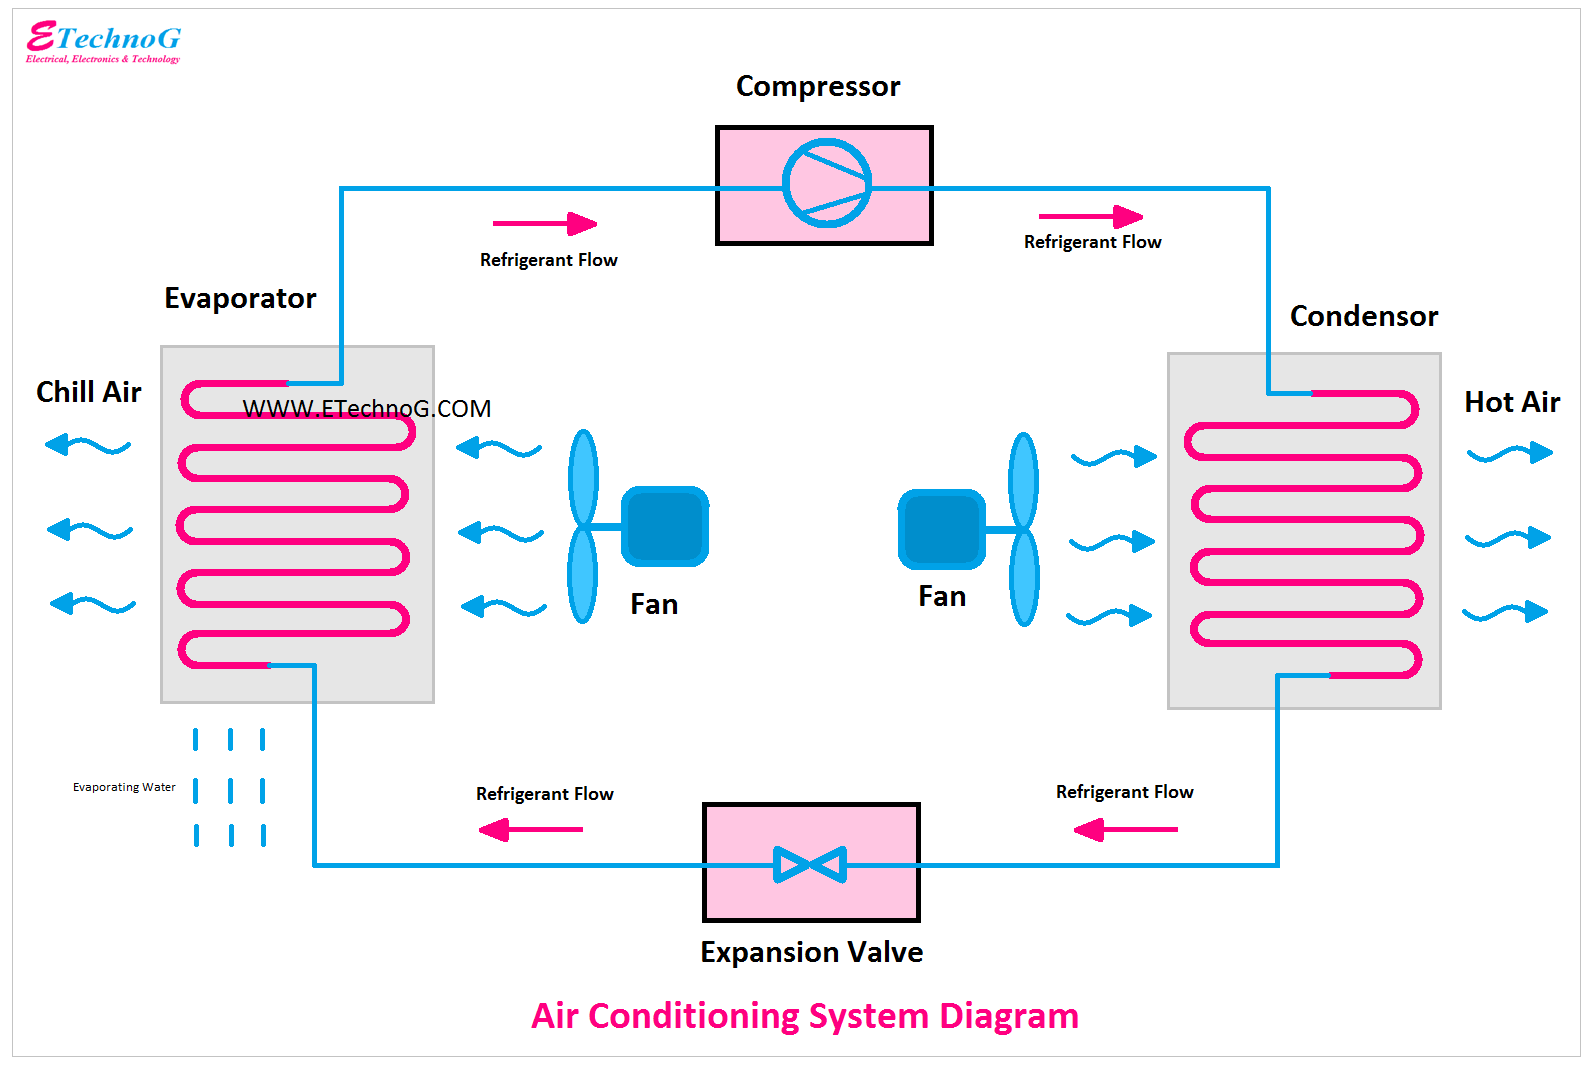 ETechnoG
Electrical, Electronics & Technology
Compressor
Refrigerant Flow
Refrigerant Flow
Evaporator
Condensor
Chill Air
WWW.ETechnoG.COM
Hot Air
Fan
Fan
Evaporating Water
Refrigerant Flow
Refrigerant Flow
Expansion Valve
Air Conditioning System Diagram